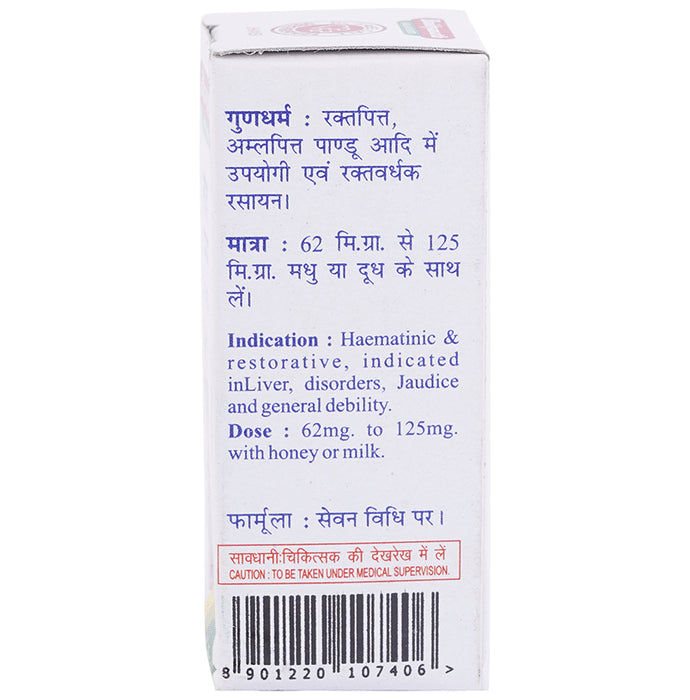 गुणधर्म : रक्तपित्त,
अम्लपित्त पाण्डू आदि में
उपयोगी एवं रक्तवर्धक
रसायन।
मात्रा : 62 मि.ग्रा. से 125
मि.ग्रा. मधु या दूध के साथ
लें।
Indication : Haematinic &
restorative, indicated
inLiver, disorders, Jaudice
and general debility.
Dose : 62mg. to 125mg.
with honey or milk.
फार्मूला : सेवन विधि पर।
सावधानी:चिकित्सक की देखरेख में लें
CAUTION : TO BE TAKEN UNDER MEDICAL SUPERVISION.
8 901220 107406 >